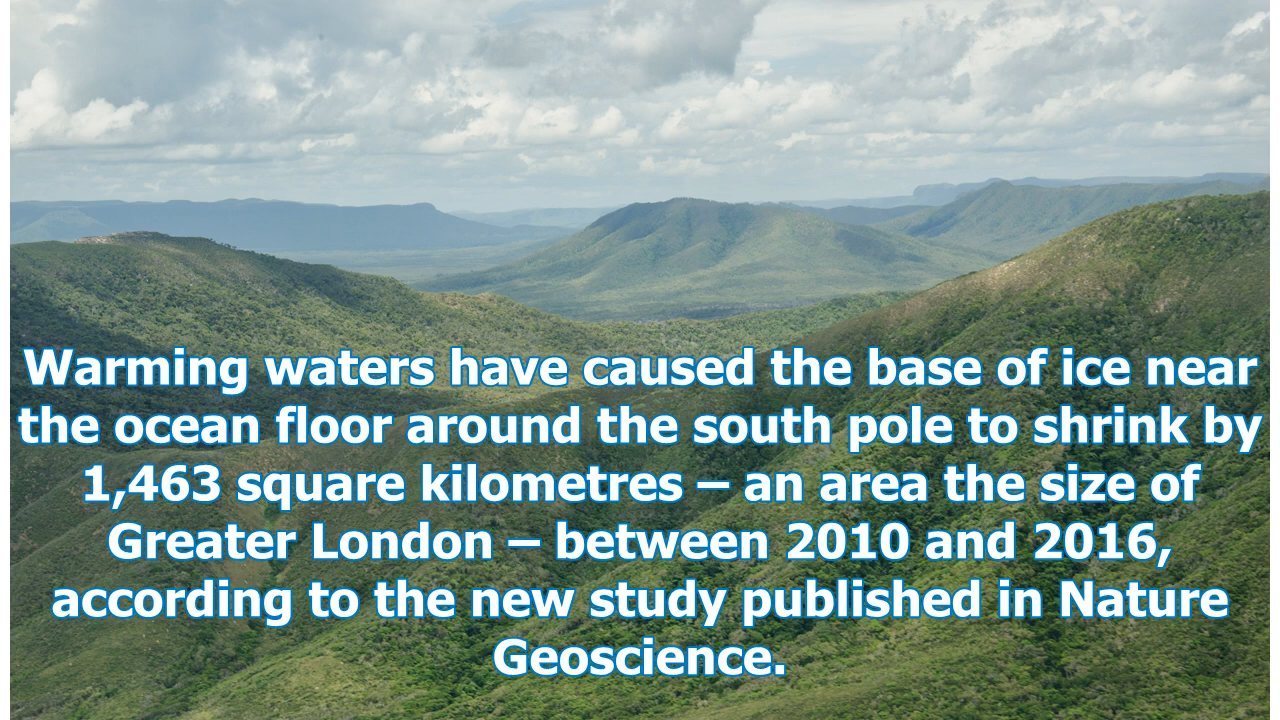 Warming waters have caused the base of ice near
the ocean floor around the south pole to shrink by
1,463 square kilometres – an area the size of
Greater London – between 2010 and 2016,
according to the new study published in Nature
Geoscience.